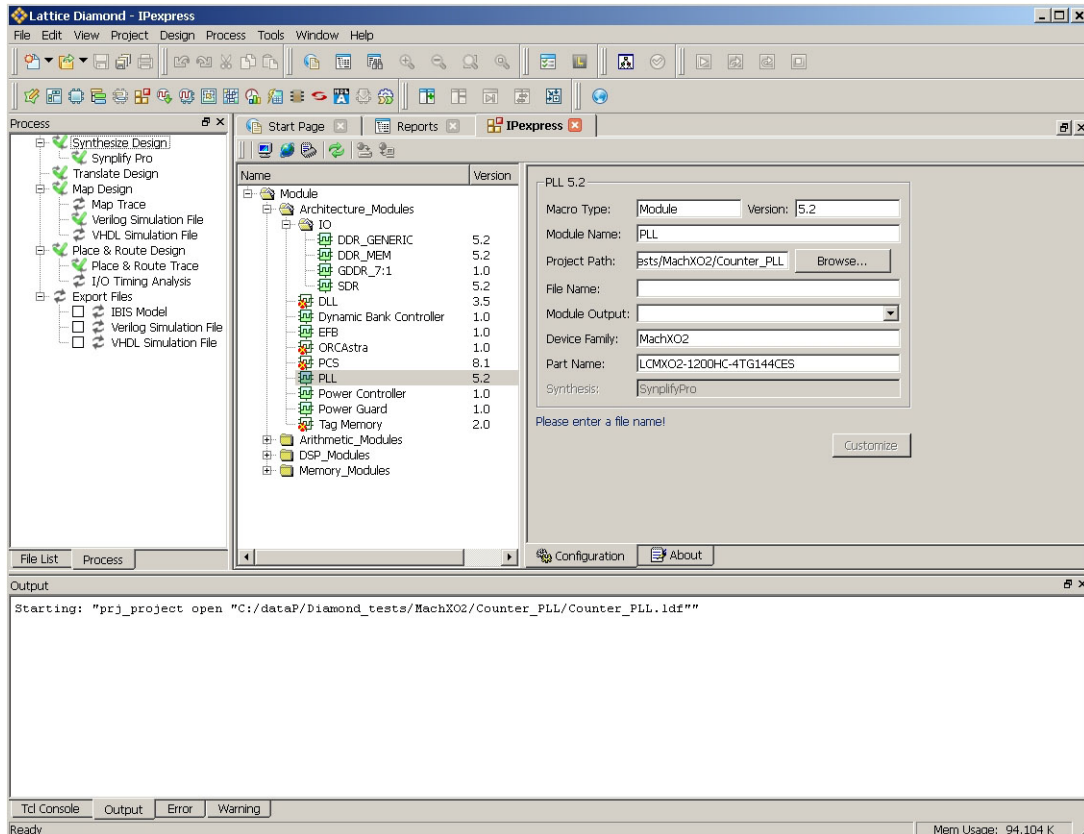 Lattice Diamond - IPexpress
File Edit View Project Design Process Tools Window Help
Process
Start Page
Reports
IPexpress
Synthesize Design
Synplify Pro
Translate Design
Map Design
Map Trace
Verilog Simulation File
VHDL Simulation File
Place & Route Design
Place & Route Trace
I/O Timing Analysis
Export Files
IBIS Model
Verilog Simulation File
VHDL Simulation File
File List Process
Name Version
Module
Architecture_Modules
IO
DDR_GENERIC 5.2
DDR_MEM 5.2
GDDR_7:1 1.0
SDR 5.2
DLL 3.5
Dynamic Bank Controller 1.0
EFB 1.0
ORCAstra 1.0
PCS 8.1
PLL 5.2
Power Controller 1.0
Power Guard 1.0
Tag Memory 2.0
Arithmetic_Modules
DSP_Modules
Memory_Modules
PLL 5.2
Macro Type: Module Version: 5.2
Module Name: PLL
Project Path: ests/MachXO2/Counter_PLL Browse...
File Name:
Module Output:
Device Family: MachXO2
Part Name: LCMXO2-1200HC-4TG144CES
Synthesis: SynplifyPro
Please enter a file name!
Customize
Configuration About
Output
Starting: "prj_project open "C:/dataP/Diamond_tests/MachXO2/Counter_PLL/Counter_PLL.ldf""
Tcl Console Output Error Warning
Ready Mem Usage: 94,104 K